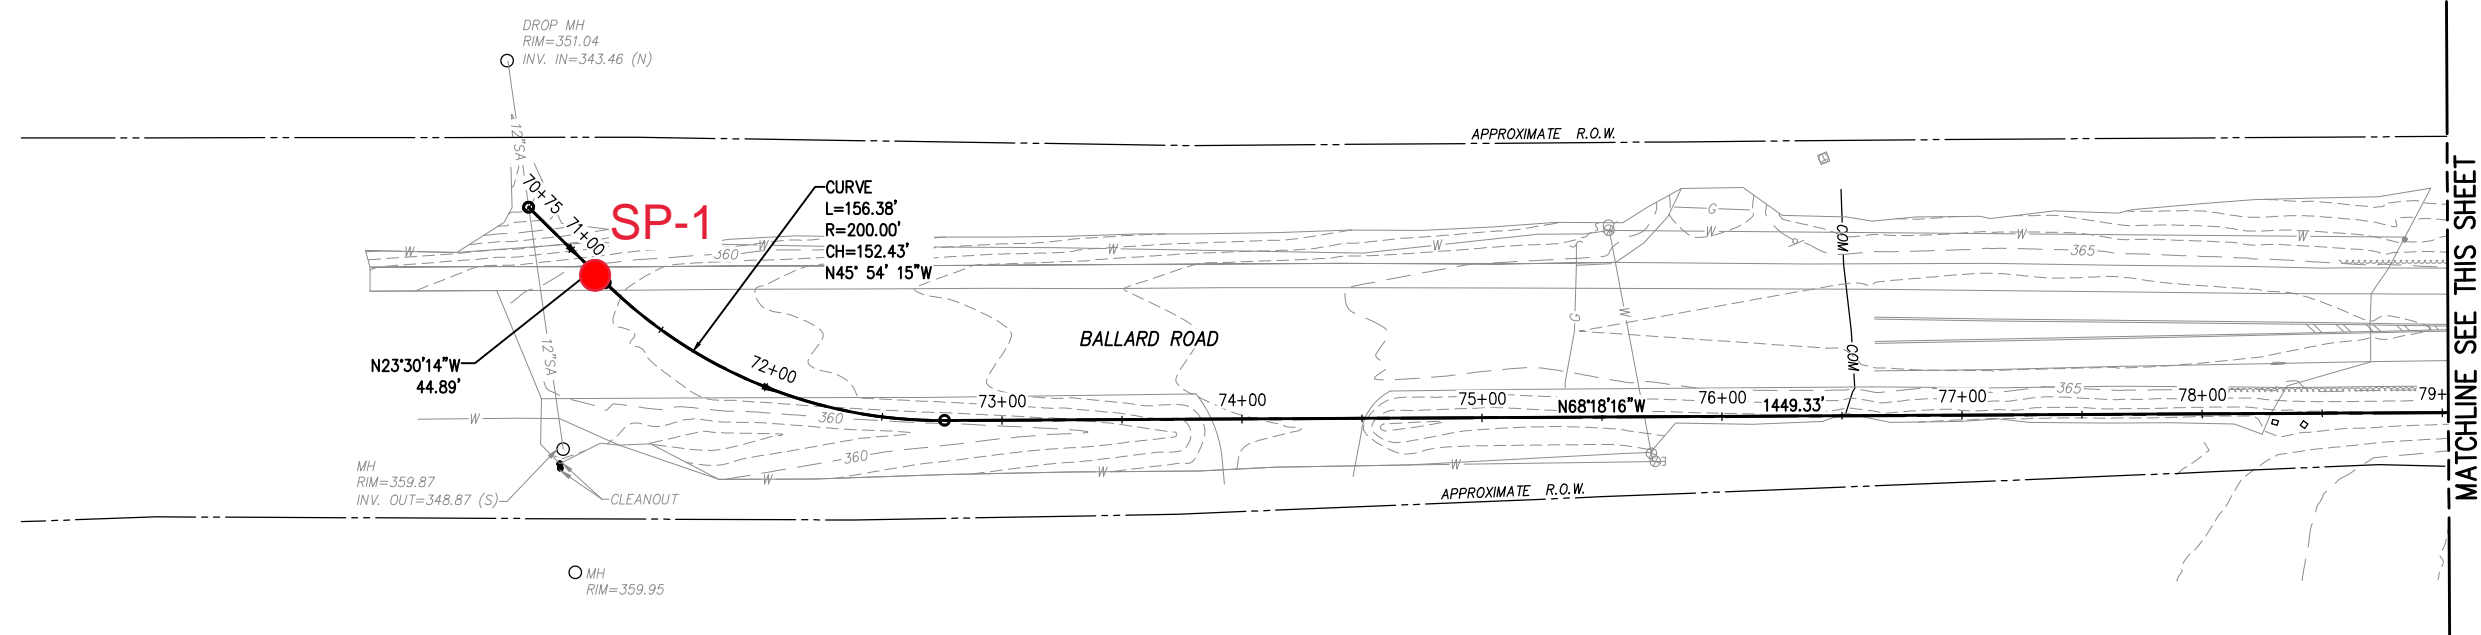 DROP MH
RIM=351.04
INV. IN=343.46 (N)
12"SA
APPROXIMATE R.O.W.
70+75
71+00
SP-1
CURVE
L=156.38'
R=200.00'
CH=152.43'
N45° 54' 15"W
W
W
360
W
W
G
W
P
COM
W
365
W
G
W
12"SA
BALLARD ROAD
COM
N23°30'14"W
44.89'
72+00
73+00
74+00
75+00
N68°18'16"W
76+00
1449.33'
77+00
365
78+00
79+
W
360
360
W
W
W
MH
RIM=359.87
INV. OUT=348.87 (S)
CLEANOUT
APPROXIMATE R.O.W.
MH
RIM=359.95
MATCHLINE SEE THIS SHEET